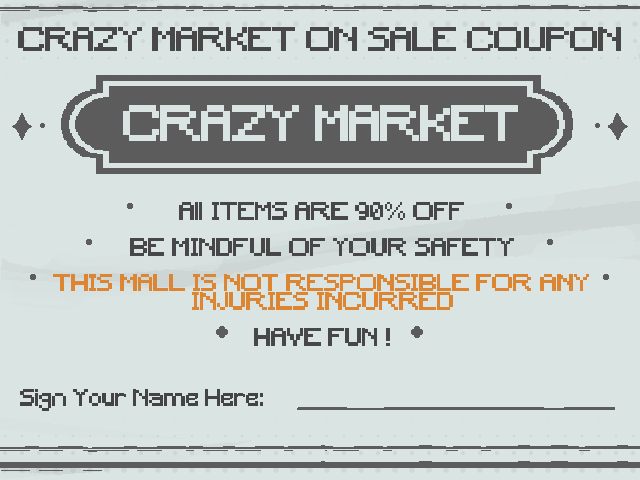 CRAZY MARKET ON SALE COUPON
CRAZY MARKET
All ITEMS ARE 90% OFF
BE MINDFUL OF YOUR SAFETY
THIS MALL IS NOT RESPONSIBLE FOR ANY
INJURIES INCURRED
HAVE FUN !
Sign Your Name Here: